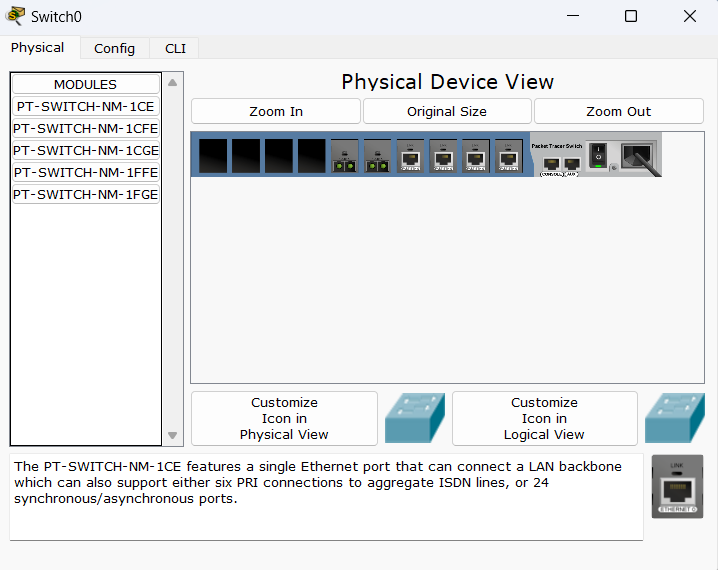 Switch0
Physical Config CLI
MODULES
PT-SWITCH-NM-1CE
PT-SWITCH-NM-1CFE
PT-SWITCH-NM-1CGE
PT-SWITCH-NM-1FFE
PT-SWITCH-NM-1FGE
Physical Device View
Zoom In Original Size Zoom Out
Packet Tracer Switch
CONSOLE AUX
Customize
Icon in
Physical View
Customize
Icon in
Logical View
The PT-SWITCH-NM-1CE features a single Ethernet port that can connect a LAN backbone
which can also support either six PRI connections to aggregate ISDN lines, or 24
synchronous/asynchronous ports.
LINK
ETHERNET 0